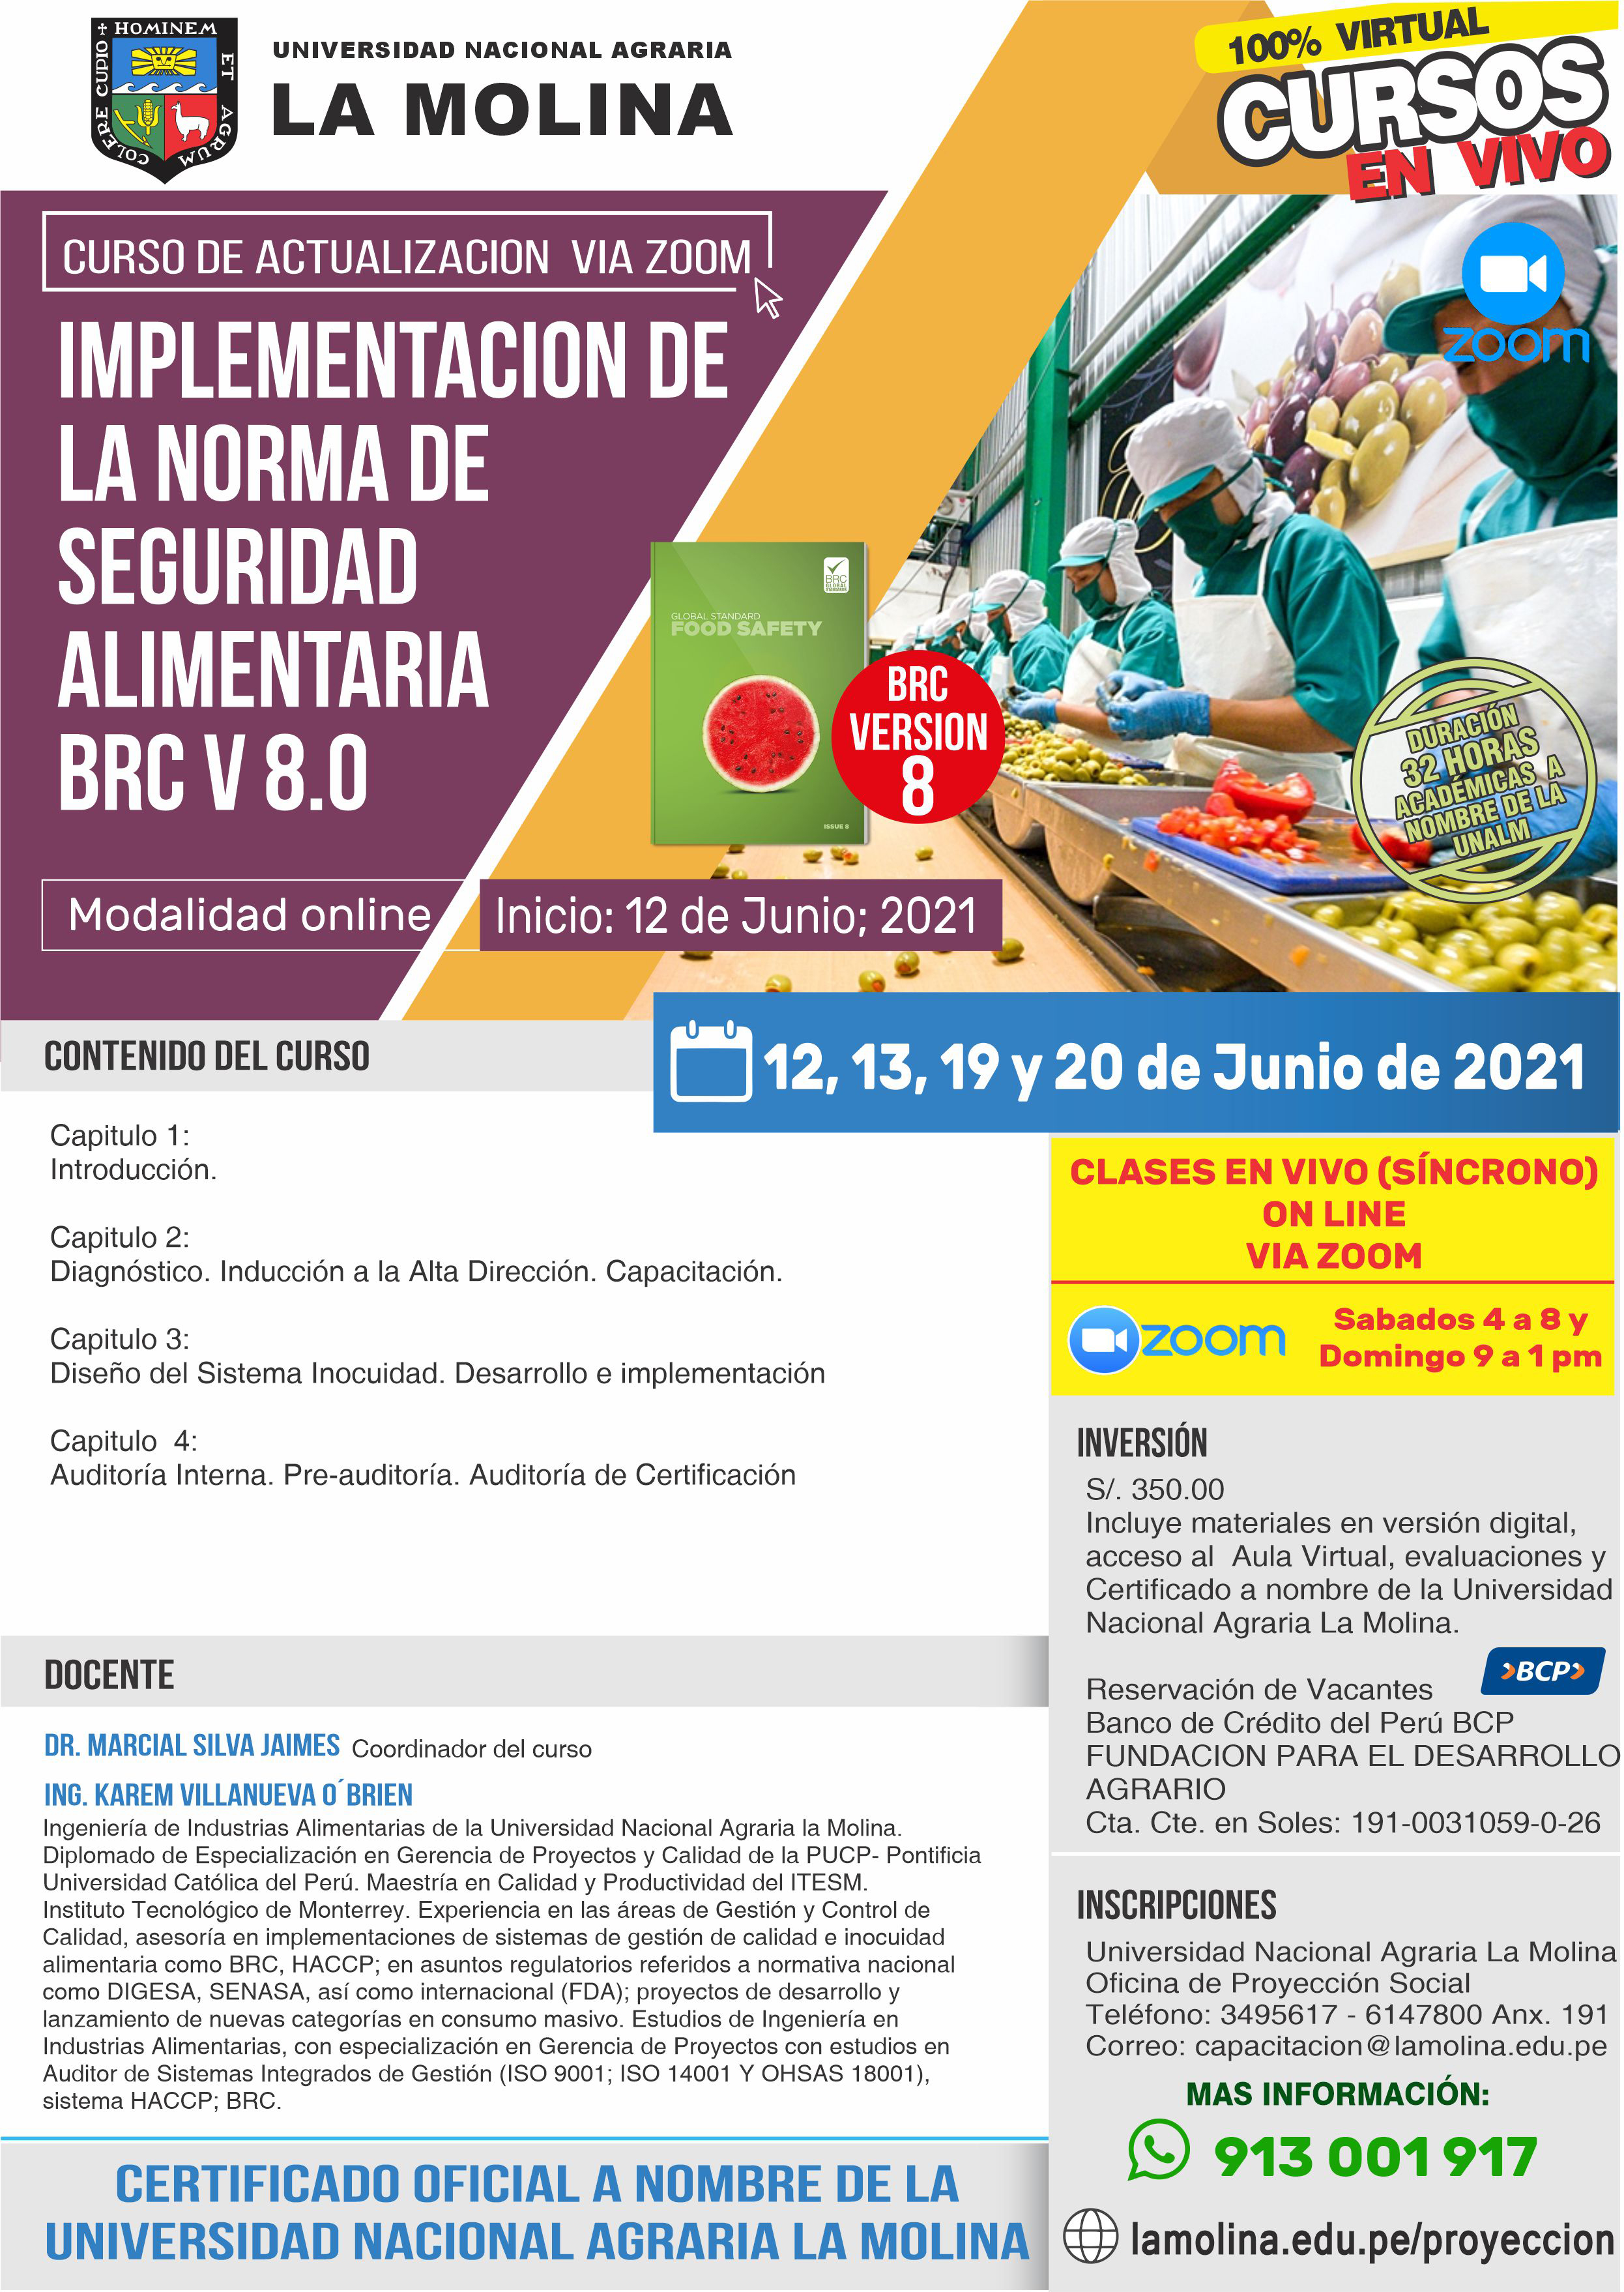 HOMINEM
COLERE CUPIO
ET AGRUM
UNIVERSIDAD NACIONAL AGRARIA
LA MOLINA
100% VIRTUAL
CURSOS
EN VIVO
CURSO DE ACTUALIZACION VIA ZOOM
zoom
IMPLEMENTACION DE
LA NORMA DE
SEGURIDAD
ALIMENTARIA
BRC V 8.0
BRC
GLOBAL
STANDARDS
GLOBAL STANDARD
FOOD SAFETY
ISSUE 8
BRC
VERSION
8
DURACIÓN
32 HORAS
ACADÉMICAS A
NOMBRE DE LA
UNALM
Modalidad online
Inicio: 12 de Junio; 2021
12, 13, 19 y 20 de Junio de 2021
CONTENIDO DEL CURSO
Capitulo 1:
Introducción.
Capitulo 2:
Diagnóstico. Inducción a la Alta Dirección. Capacitación.
Capitulo 3:
Diseño del Sistema Inocuidad. Desarrollo e implementación
Capitulo 4:
Auditoría Interna. Pre-auditoría. Auditoría de Certificación
CLASES EN VIVO (SÍNCRONO)
ON LINE
VIA ZOOM
zoom
Sabados 4 a 8 y
Domingo 9 a 1 pm
INVERSIÓN
S/. 350.00
Incluye materiales en versión digital,
acceso al Aula Virtual, evaluaciones y
Certificado a nombre de la Universidad
Nacional Agraria La Molina.
BCP
Reservación de Vacantes
Banco de Crédito del Perú BCP
FUNDACION PARA EL DESARROLLO
AGRARIO
Cta. Cte. en Soles: 191-0031059-0-26
DOCENTE
DR. MARCIAL SILVA JAIMES Coordinador del curso
ING. KAREM VILLANUEVA O´BRIEN
Ingeniería de Industrias Alimentarias de la Universidad Nacional Agraria la Molina.
Diplomado de Especialización en Gerencia de Proyectos y Calidad de la PUCP- Pontificia
Universidad Católica del Perú. Maestría en Calidad y Productividad del ITESM.
Instituto Tecnológico de Monterrey. Experiencia en las áreas de Gestión y Control de
Calidad, asesoría en implementaciones de sistemas de gestión de calidad e inocuidad
alimentaria como BRC, HACCP; en asuntos regulatorios referidos a normativa nacional
como DIGESA, SENASA, así como internacional (FDA); proyectos de desarrollo y
lanzamiento de nuevas categorías en consumo masivo. Estudios de Ingeniería en
Industrias Alimentarias, con especialización en Gerencia de Proyectos con estudios en
Auditor de Sistemas Integrados de Gestión (ISO 9001; ISO 14001 Y OHSAS 18001),
sistema HACCP; BRC.
INSCRIPCIONES
Universidad Nacional Agraria La Molina
Oficina de Proyección Social
Teléfono: 3495617 - 6147800 Anx. 191
Correo: capacitacion@lamolina.edu.pe
MAS INFORMACIÓN:
913 001 917
lamolina.edu.pe/proyeccion
CERTIFICADO OFICIAL A NOMBRE DE LA
UNIVERSIDAD NACIONAL AGRARIA LA MOLINA